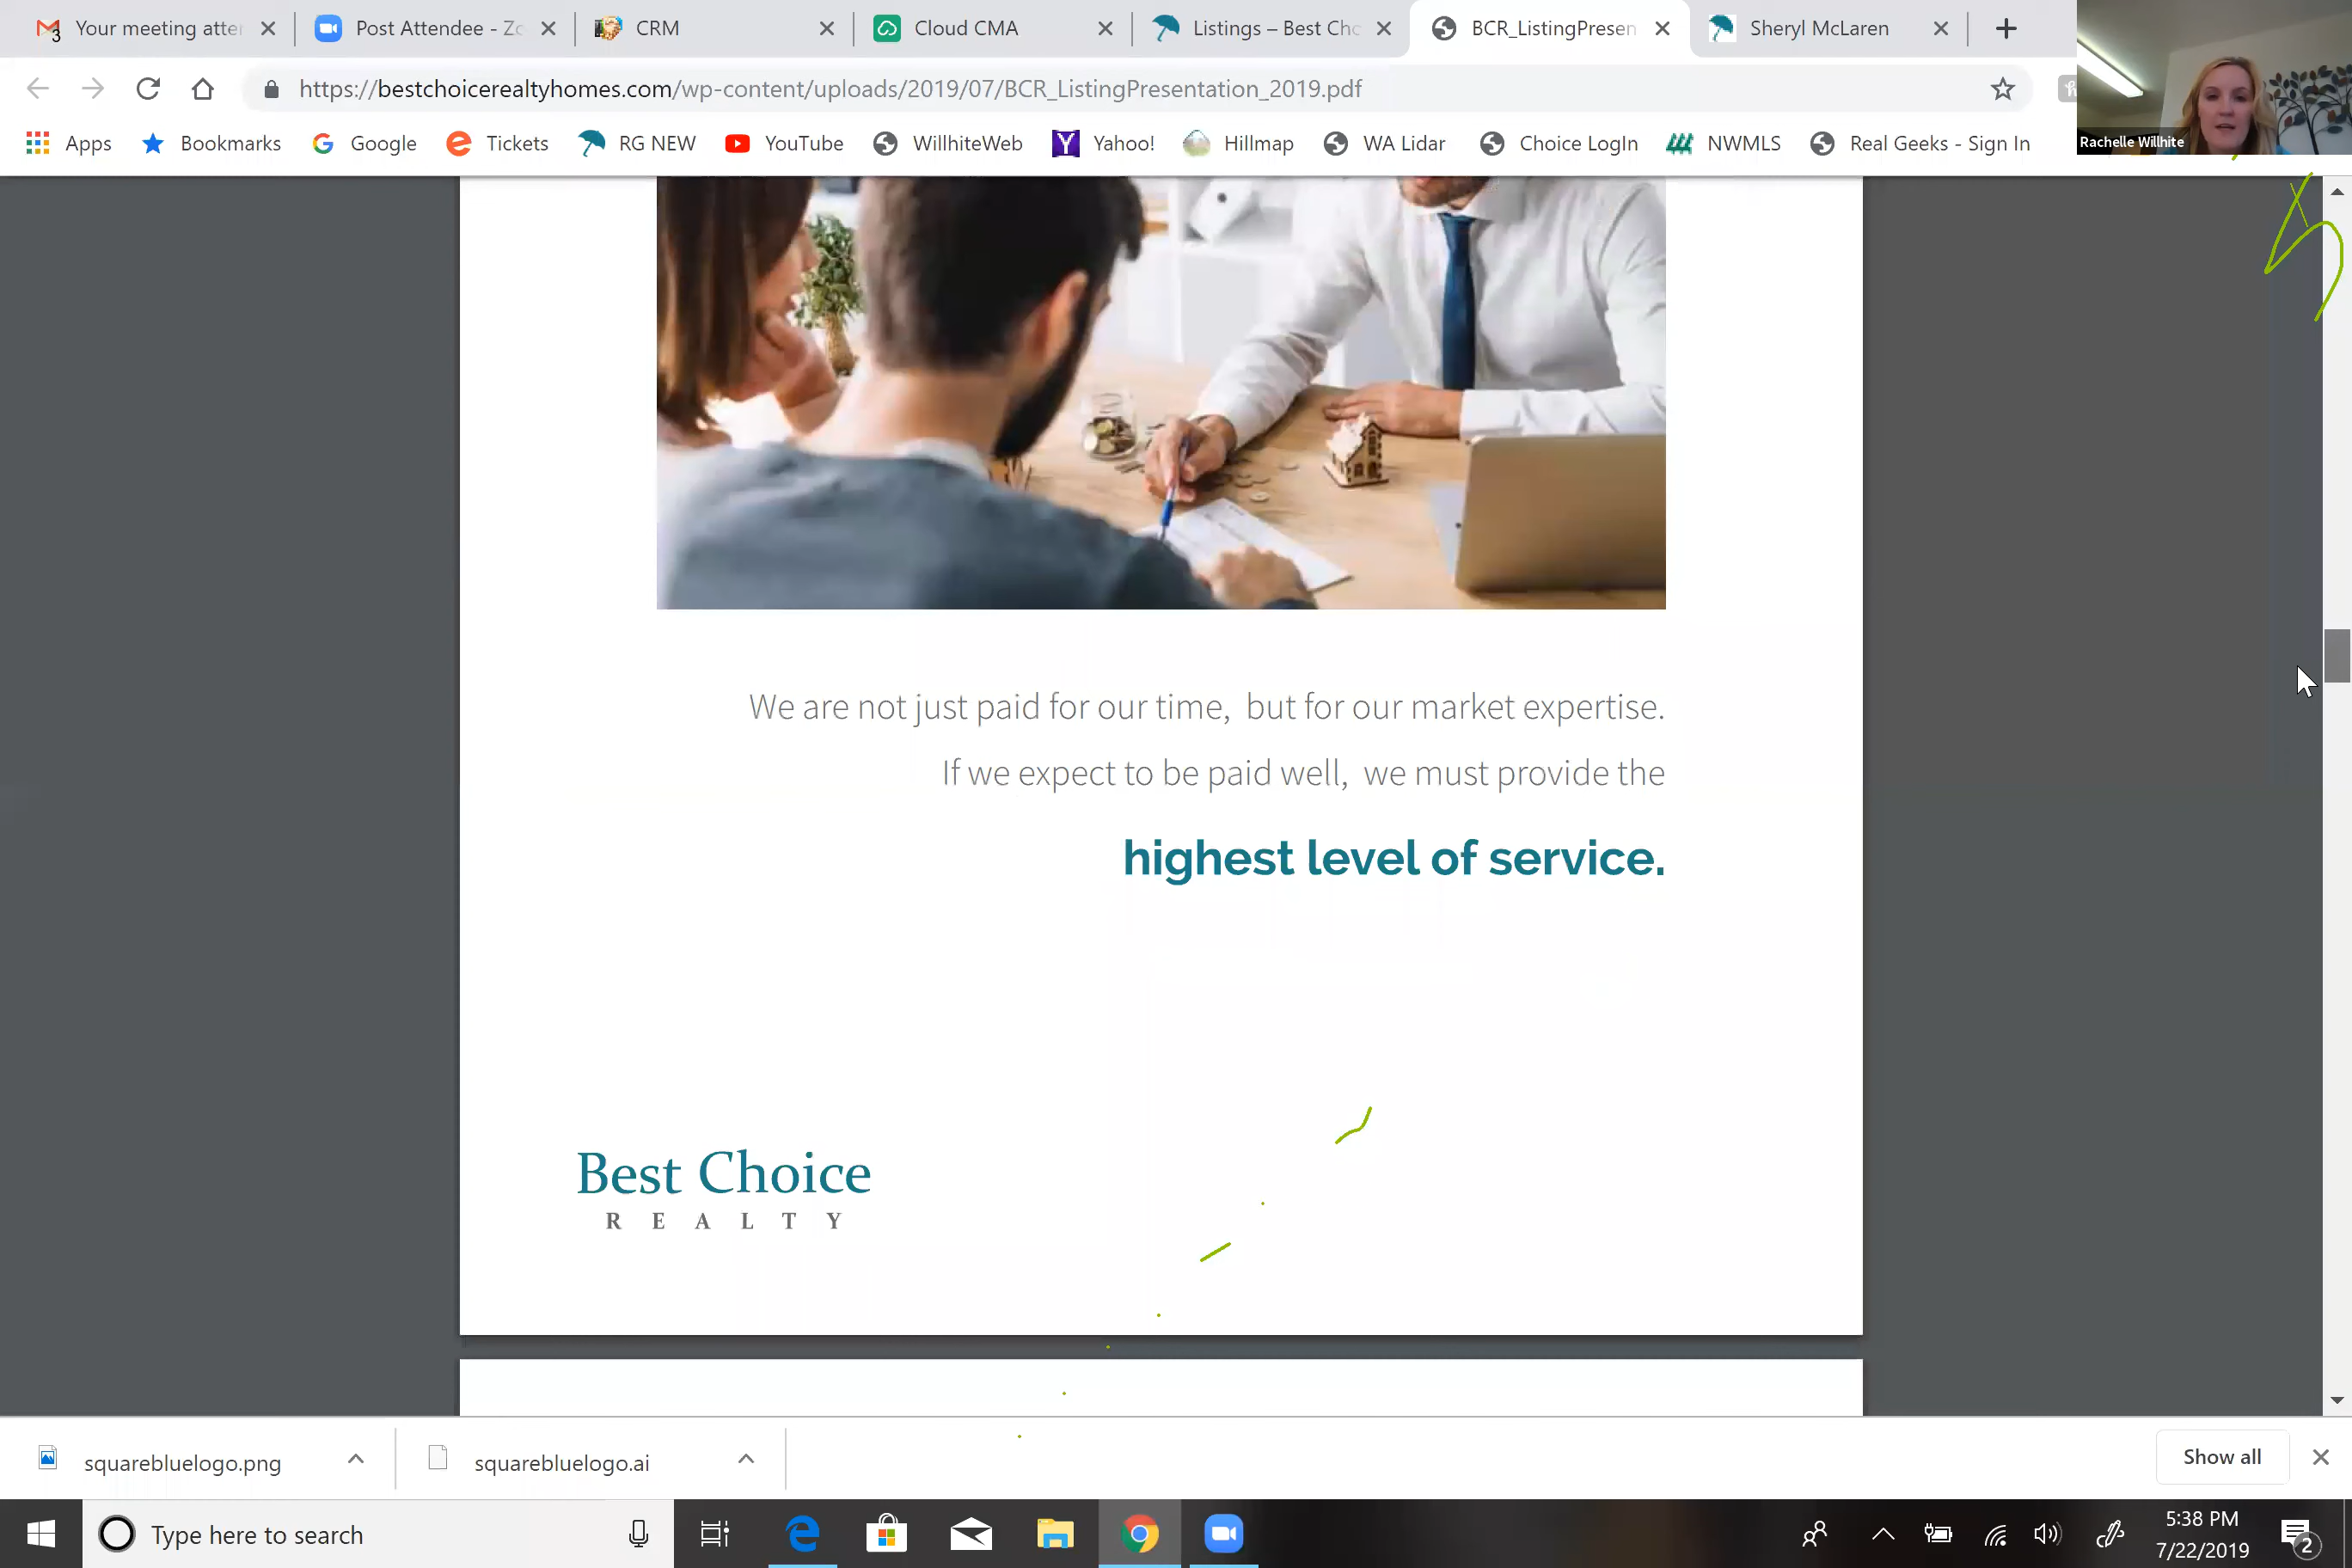 Your meeting atte
Post Attendee - Zo
CRM
Cloud CMA
Listings – Best Cho
BCR_ListingPresen
Sheryl McLaren
https://bestchoicerealtyhomes.com/wp-content/uploads/2019/07/BCR_ListingPresentation_2019.pdf
Apps
Bookmarks
Google
Tickets
RG NEW
YouTube
WillhiteWeb
Yahoo!
Hillmap
WA Lidar
Choice LogIn
NWMLS
Real Geeks - Sign In
Rachelle Willhite
We are not just paid for our time, but for our market expertise.
If we expect to be paid well, we must provide the
highest level of service.
Best Choice
REALTY
squarebluelogo.png
squarebluelogo.ai
Show all
Type here to search
5:38 PM
7/22/2019
2